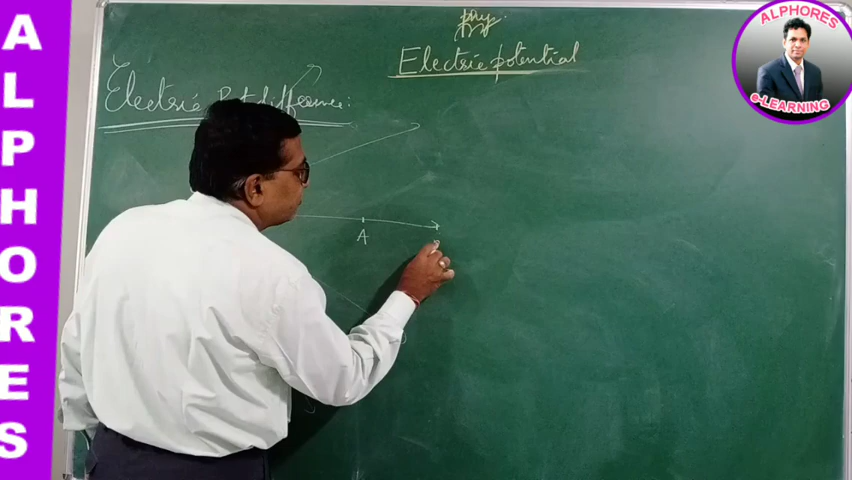 ALPHORES
phy.
Electric potential
Electric Pot difference:
A
ALPHORES
e-LEARNING